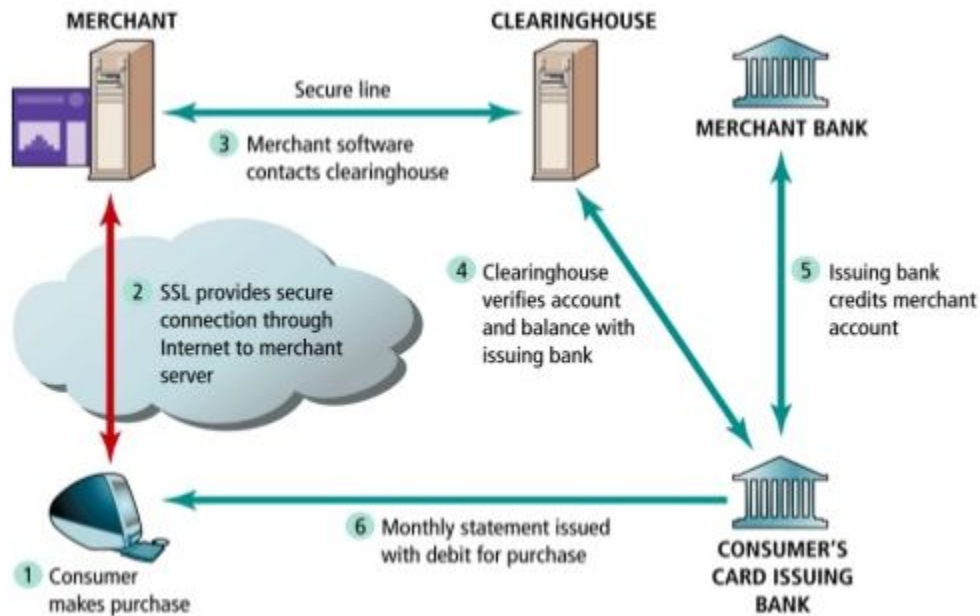 MERCHANT
CLEARINGHOUSE
MERCHANT BANK
Secure line
3 Merchant software
contacts clearinghouse
2 SSL provides secure
connection through
Internet to merchant
server
4 Clearinghouse
verifies account
and balance with
issuing bank
5 Issuing bank
credits merchant
account
1 Consumer
makes purchase
6 Monthly statement issued
with debit for purchase
CONSUMER'S
CARD ISSUING
BANK